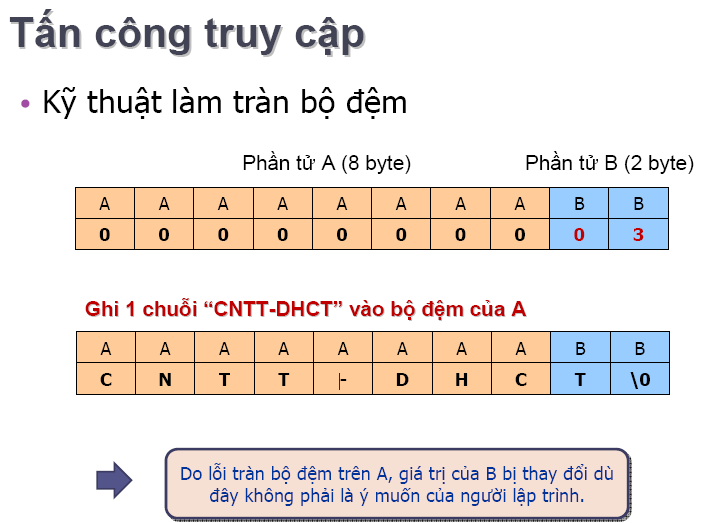 Tấn công truy cập
• Kỹ thuật làm tràn bộ đệm
Phần tử A (8 byte) Phần tử B (2 byte)
A A A A A A A A B B
0 0 0 0 0 0 0 0 0 3
Ghi 1 chuỗi “CNTT-DHCT” vào bộ đệm của A
A A A A A A A A B B
C N T T - D H C T \0
Do lỗi tràn bộ đệm trên A, giá trị của B bị thay đổi dù
đây không phải là ý muốn của người lập trình.